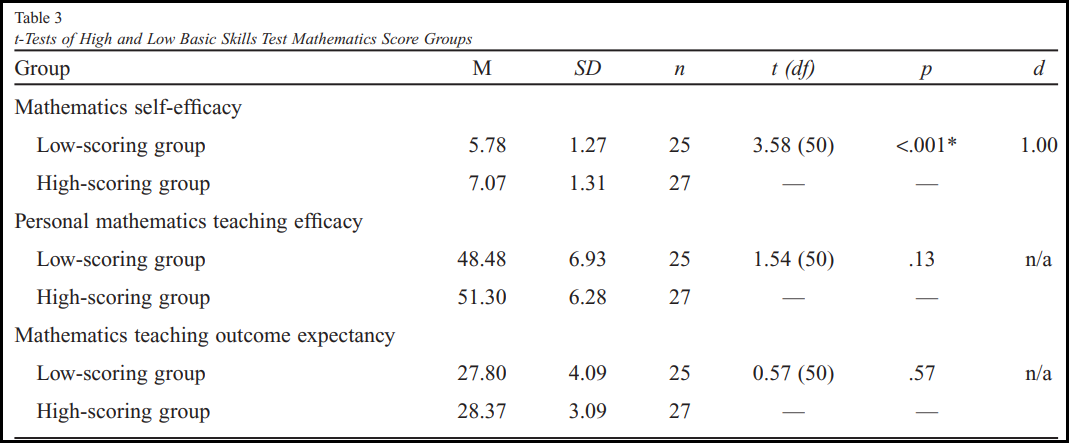 Table 3
t-Tests of High and Low Basic Skills Test Mathematics Score Groups
Group M SD n t (df) p d
Mathematics self-efficacy
Low-scoring group 5.78 1.27 25 3.58 (50) <.001* 1.00
High-scoring group 7.07 1.31 27 — —
Personal mathematics teaching efficacy
Low-scoring group 48.48 6.93 25 1.54 (50) .13 n/a
High-scoring group 51.30 6.28 27 — —
Mathematics teaching outcome expectancy
Low-scoring group 27.80 4.09 25 0.57 (50) .57 n/a
High-scoring group 28.37 3.09 27 — —